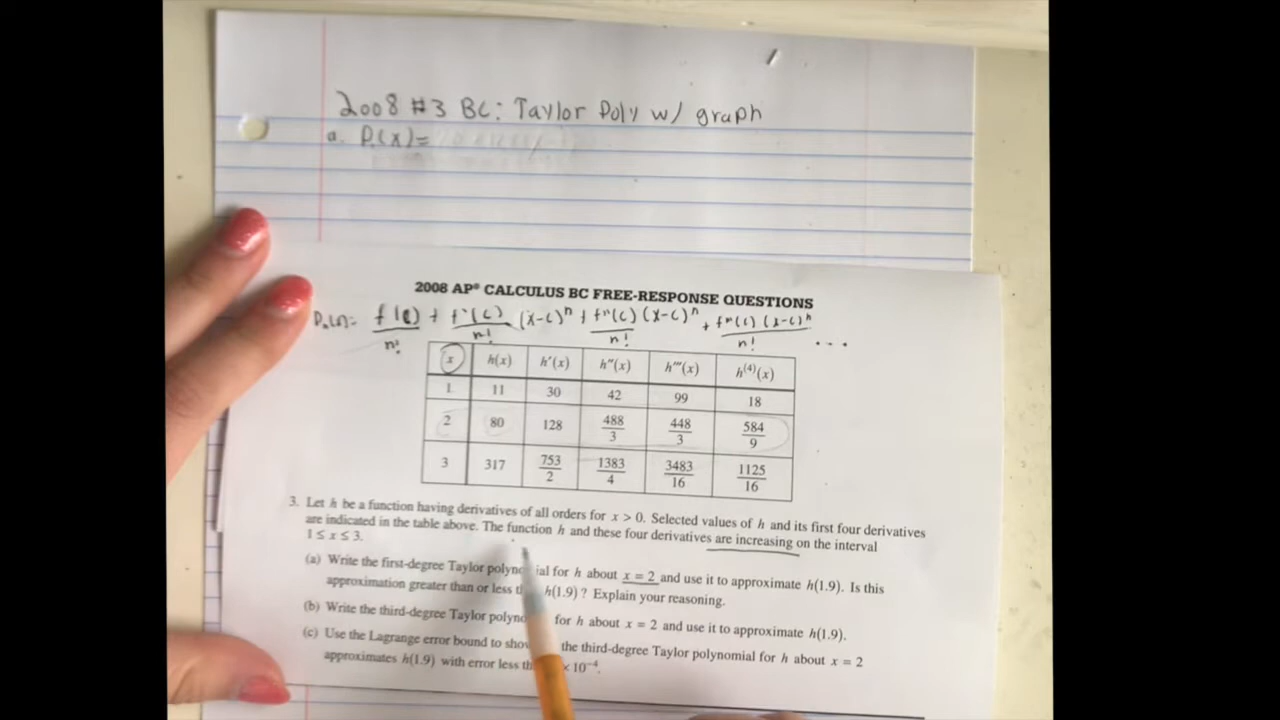 2008 #3 BC: Taylor Poly w/ graph
a. P₁(x)=
2008 AP® CALCULUS BC FREE-RESPONSE QUESTIONS
f(c)/n! + f'(c)/n! (x-c)ⁿ + f''(c)(x-c)ⁿ/n! + f'''(c)(x-c)ⁿ/n! ...
x h(x) h′(x) h″(x) h‴(x) h⁽⁴⁾(x)
1 11 30 42 99 18
2 80 128 488/3 448/3 584/9
3 317 753/2 1383/4 3483/16 1125/16
3. Let h be a function having derivatives of all orders for x > 0. Selected values of h and its first four derivatives
are indicated in the table above. The function h and these four derivatives are increasing on the interval
1 ≤ x ≤ 3.
(a) Write the first-degree Taylor polynomial for h about x = 2 and use it to approximate h(1.9). Is this
approximation greater than or less h(1.9) ? Explain your reasoning.
(b) Write the third-degree Taylor for h about x = 2 and use it to approximate h(1.9).
(c) Use the Lagrange error bound to the third-degree Taylor polynomial for h about x = 2
approximates h(1.9) with error less × 10⁻⁴.